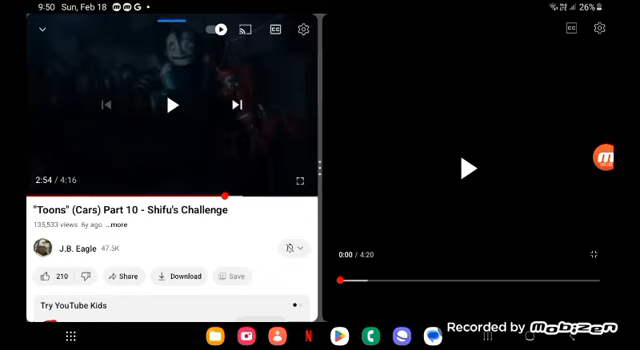 9:50 Sun, Feb 18
26%
CC
CC
2:54 / 4:16
"Toons" (Cars) Part 10 - Shifu's Challenge
135,533 views 6y ago ...more
J.B. Eagle 47.5K
210 Share Download Save
Try YouTube Kids
0:00 / 4:20
Recorded by Mobizen